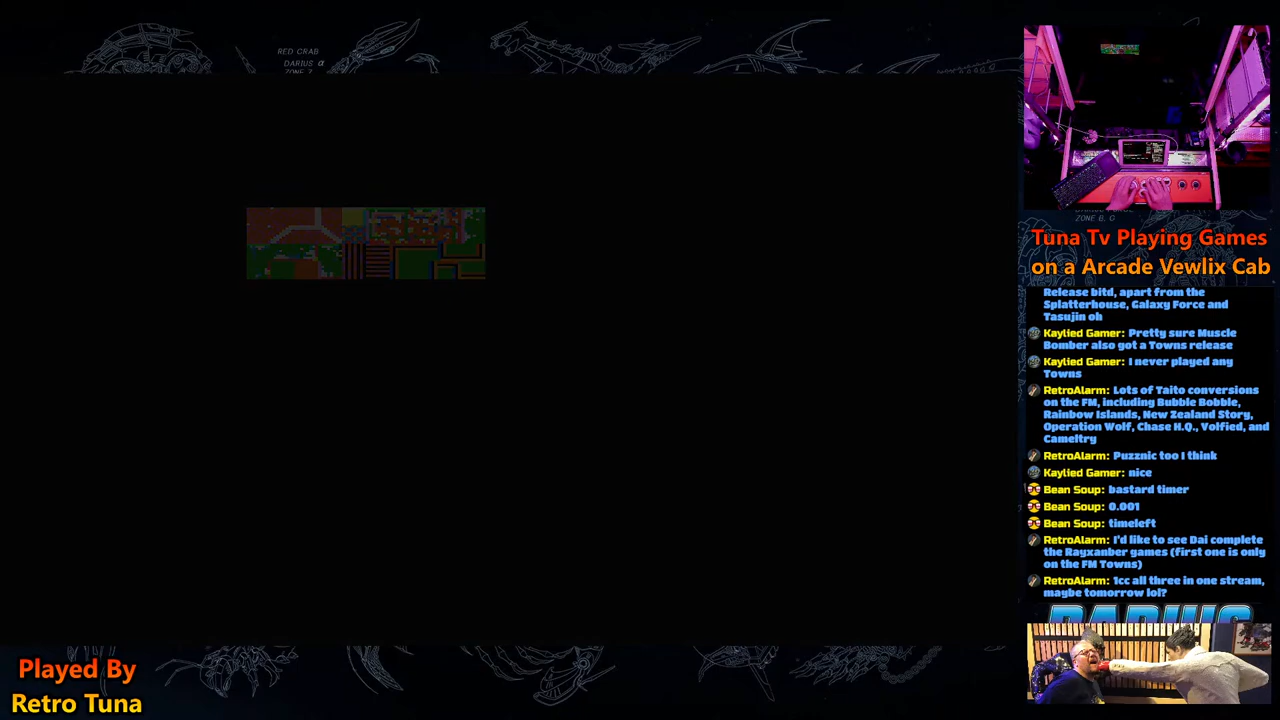 RED CRAB
DARIUS α
ZONE Z
ZONE B, C
Tuna Tv Playing Games
on a Arcade Vewlix Cab
Release bitd, apart from the
Splatterhouse, Galaxy Force and
Tasujin oh
Kaylied Gamer: Pretty sure Muscle
Bomber also got a Towns release
Kaylied Gamer: I never played any
Towns
RetroAlarm: Lots of Taito conversions
on the FM, including Bubble Bobble,
Rainbow Islands, New Zealand Story,
Operation Wolf, Chase H.Q., Volfied, and
Cameltry
RetroAlarm: Puzznic too I think
Kaylied Gamer: nice
Bean Soup: bastard timer
Bean Soup: 0.001
Bean Soup: timeleft
RetroAlarm: I'd like to see Dai complete
the Rayxanber games (first one is only
on the FM Towns)
RetroAlarm: 1cc all three in one stream,
maybe tomorrow lol?
DARIUS
Played By
Retro Tuna